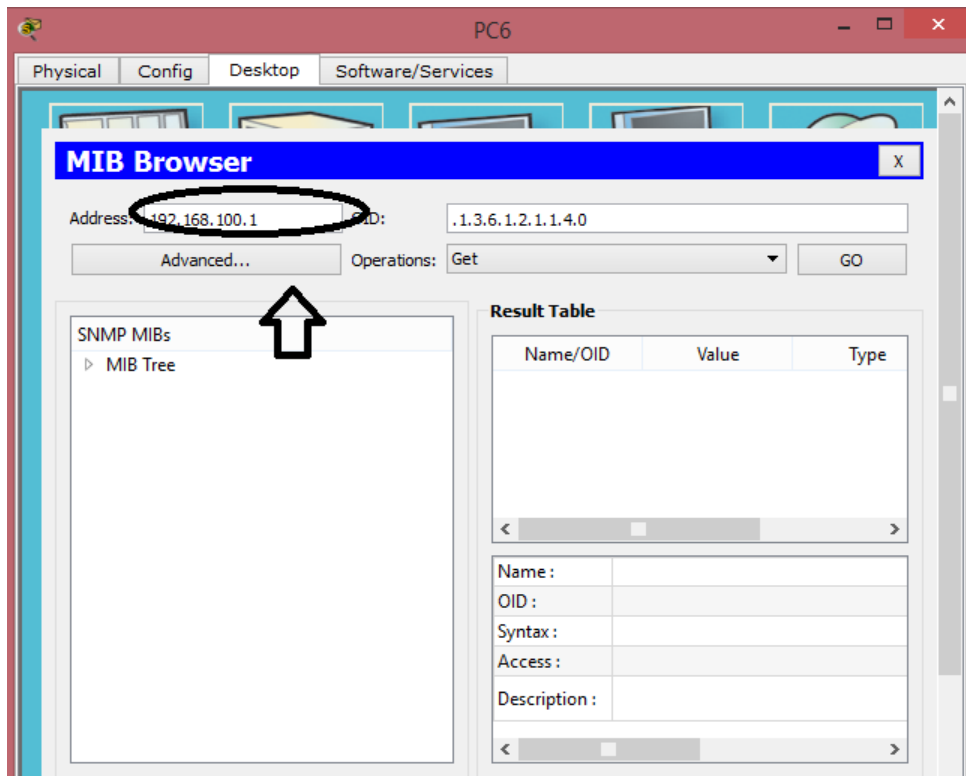 PC6
Physical Config Desktop Software/Services
MIB Browser
X
Address: 192.168.100.1 OID: .1.3.6.1.2.1.1.4.0
Advanced... Operations: Get GO
Result Table
SNMP MIBs
Name/OID Value Type
MIB Tree
Name :
OID :
Syntax :
Access :
Description :